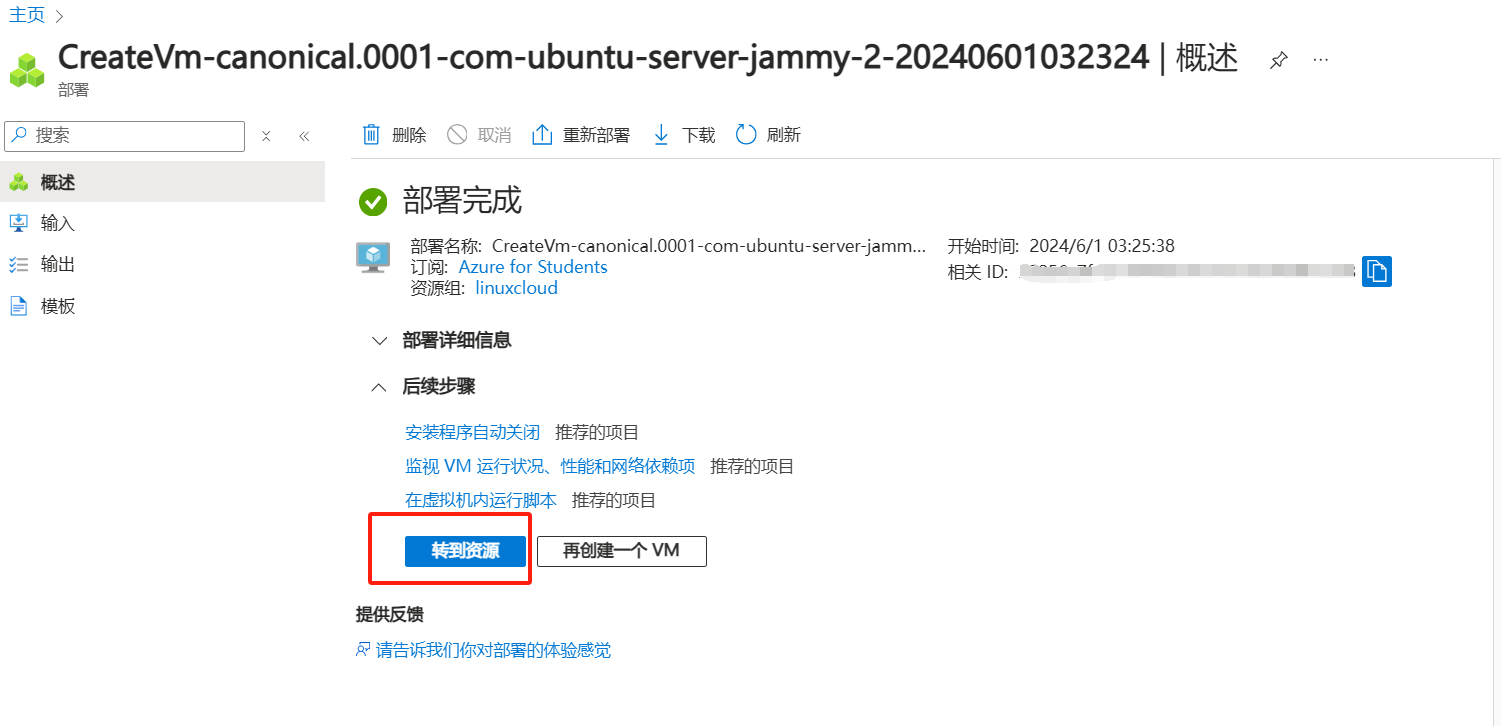 主页
CreateVm-canonical.0001-com-ubuntu-server-jammy-2-20240601032324 | 概述
部署
搜索
删除 取消 重新部署 下载 刷新
概述
输入
输出
模板
部署完成
部署名称: CreateVm-canonical.0001-com-ubuntu-server-jamm... 开始时间: 2024/6/1 03:25:38
订阅: Azure for Students 相关 ID:
资源组: linuxcloud
部署详细信息
后续步骤
安装程序自动关闭 推荐的项目
监视 VM 运行状况、性能和网络依赖项 推荐的项目
在虚拟机内运行脚本 推荐的项目
转到资源 再创建一个 VM
提供反馈
请告诉我们你对部署的体验感觉